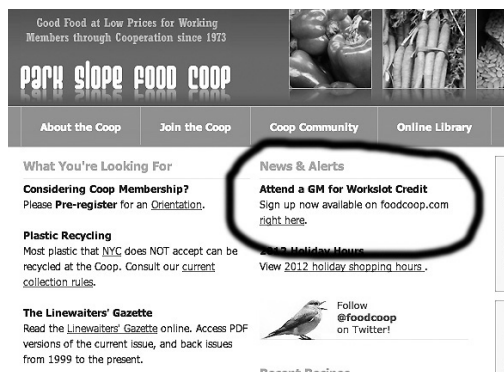 Good Food at Low Prices for Working
Members through Cooperation since 1973
PARK SLOPE FOOD COOP
About the Coop
Join the Coop
Coop Community
Online Library
What You're Looking For
Considering Coop Membership?
Please Pre-register for an Orientation.
Plastic Recycling
Most plastic that NYC does NOT accept can be
recycled at the Coop. Consult our current
collection rules.
The Linewaiters' Gazette
Read the Linewaiters' Gazette online. Access PDF
versions of the current issue, and back issues
from 1999 to the present.
News & Alerts
Attend a GM for Workslot Credit
Sign up now available on foodcoop.com
right here.
2012 Holiday Hours
View 2012 holiday shopping hours .
Follow
@foodcoop
on Twitter!
Recent Recipes